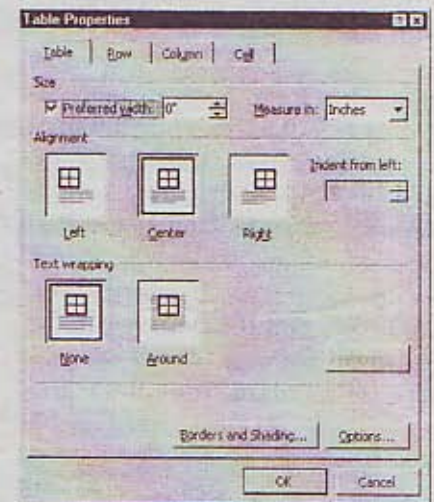 Table Properties
Table Row Column Cell
Size
Preferred width: 0" Measure in: Inches
Alignment
Indent from left:
Left Center Right
Text wrapping
None Around
Borders and Shading... Options...
OK Cancel